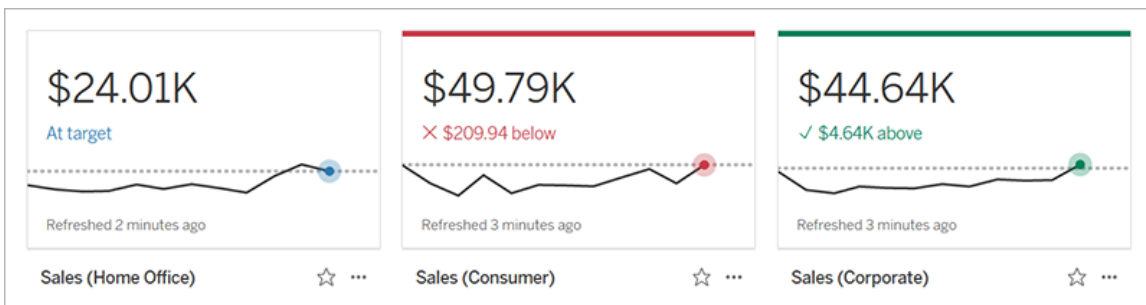 $24.01K
At target
Refreshed 2 minutes ago
Sales (Home Office)
$49.79K
$209.94 below
Refreshed 3 minutes ago
Sales (Consumer)
$44.64K
$4.64K above
Refreshed 3 minutes ago
Sales (Corporate)